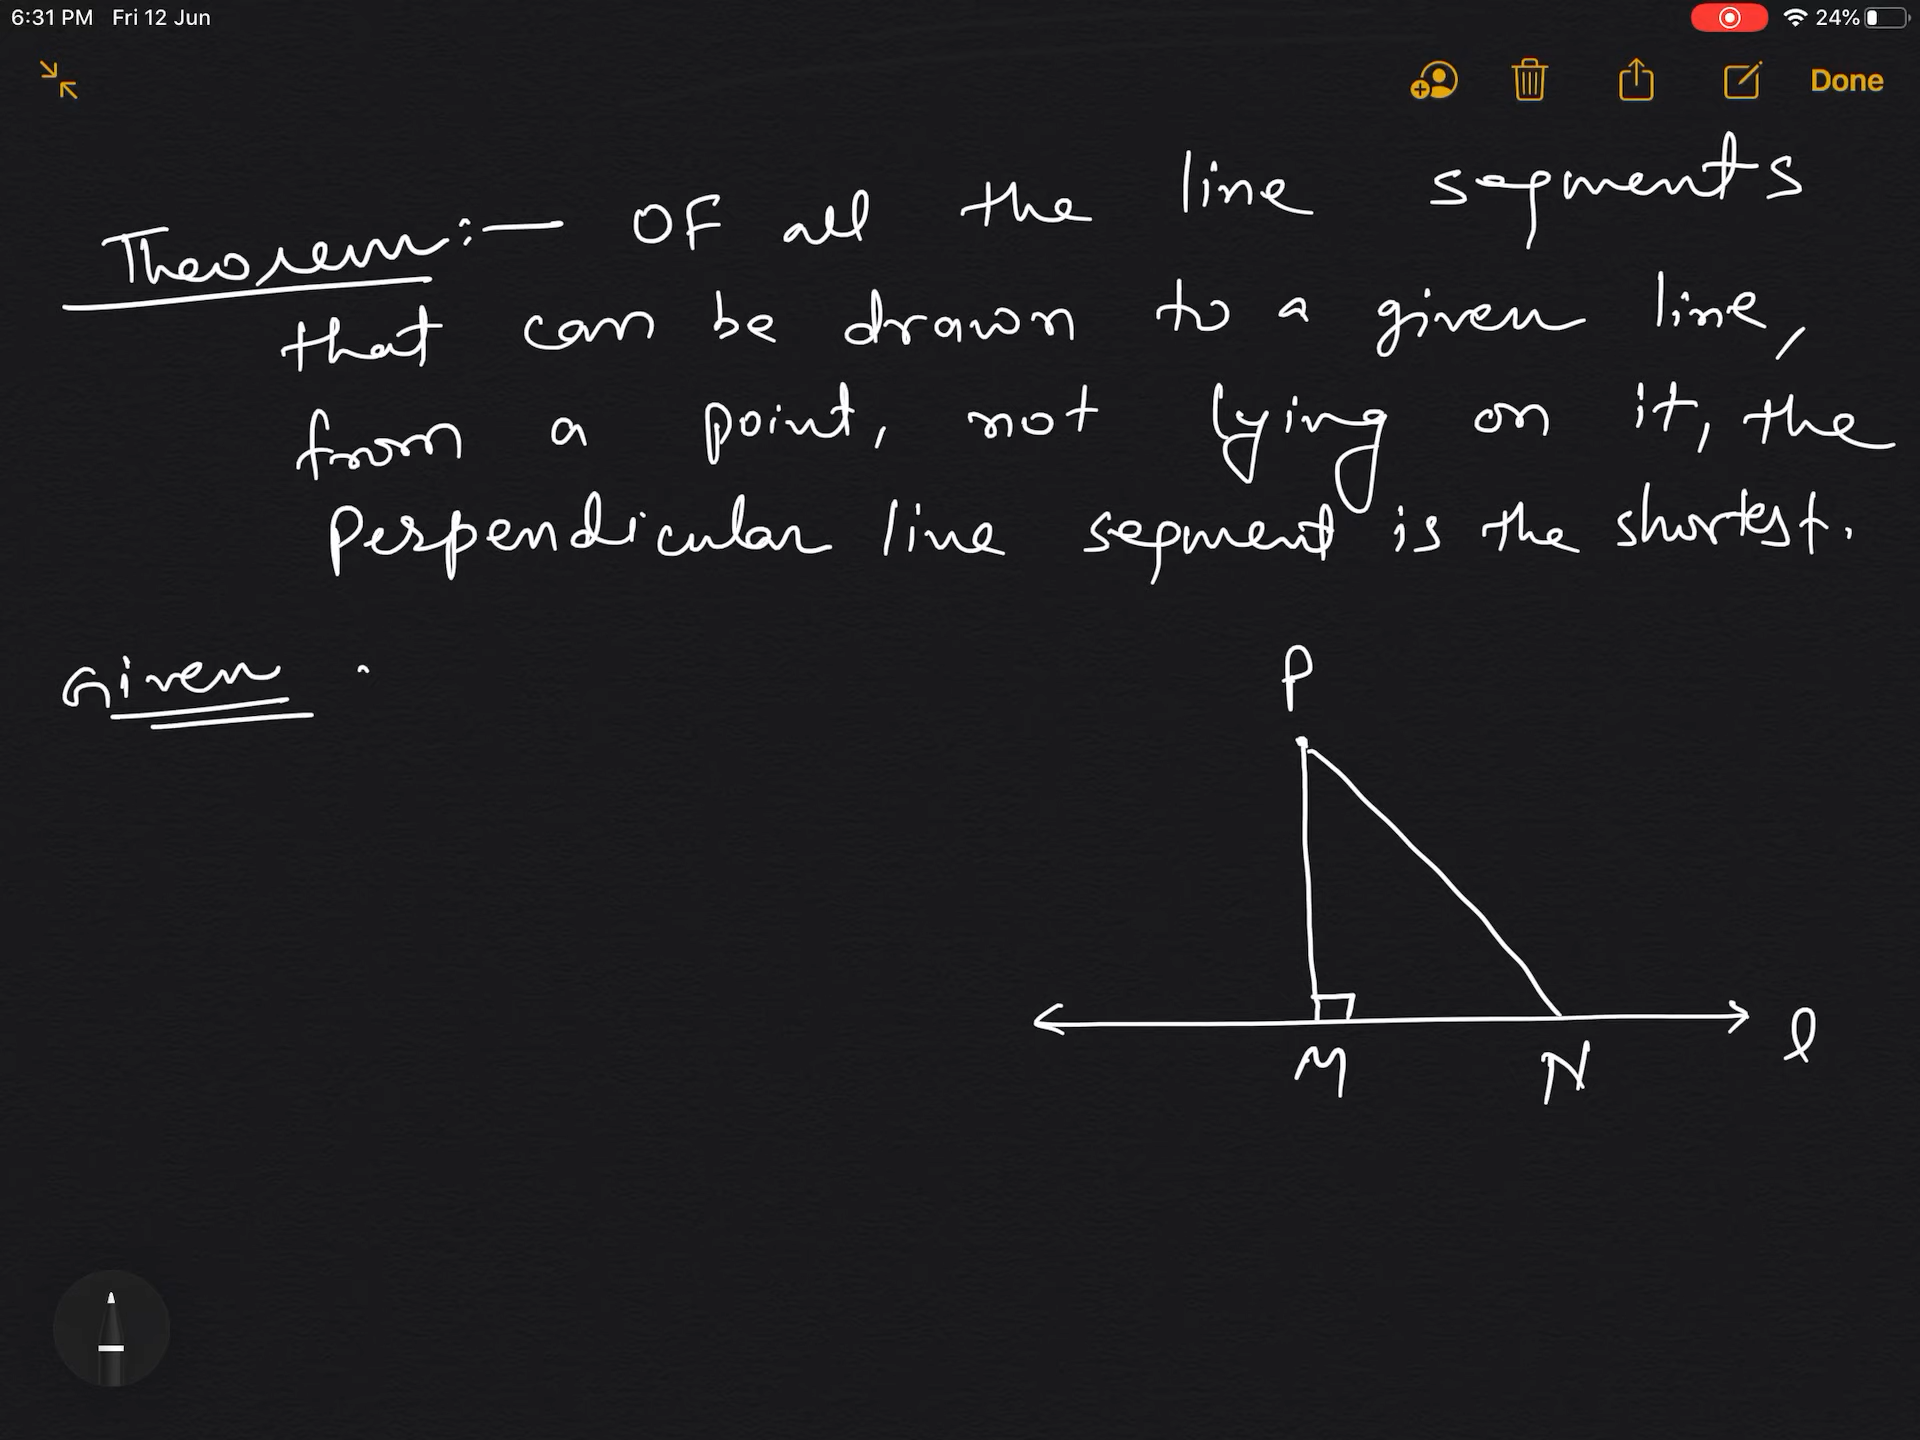 6:31 PM Fri 12 Jun
24%
Done
Theorem:— OF all the line segments
that can be drawn to a given line,
from a point, not lying on it, the
Perpendicular line segment is the shortest.
Given
P
M
N
l